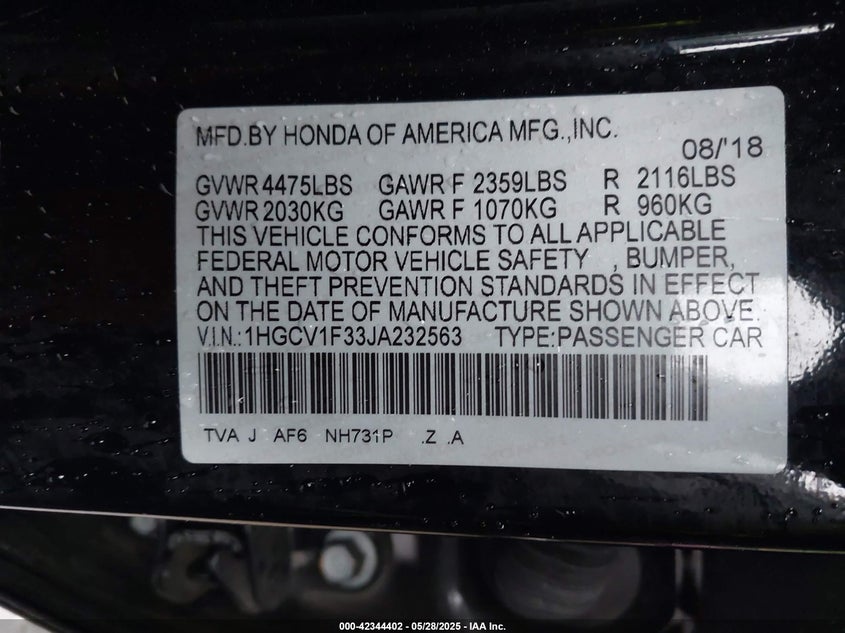 MFD.BY HONDA OF AMERICA MFG.,INC.
08/'18
GVWR 4475LBS GAWR F 2359LBS R 2116LBS
GVWR 2030KG GAWR F 1070KG R 960KG
THIS VEHICLE CONFORMS TO ALL APPLICABLE
FEDERAL MOTOR VEHICLE SAFETY , BUMPER,
AND THEFT PREVENTION STANDARDS IN EFFECT
ON THE DATE OF MANUFACTURE SHOWN ABOVE.
V.I.N.:1HGCV1F33JA232563 TYPE:PASSENGER CAR
TVA J AF6 NH731P .Z .A
000-42344402 - 05/28/2025 - IAA Inc.